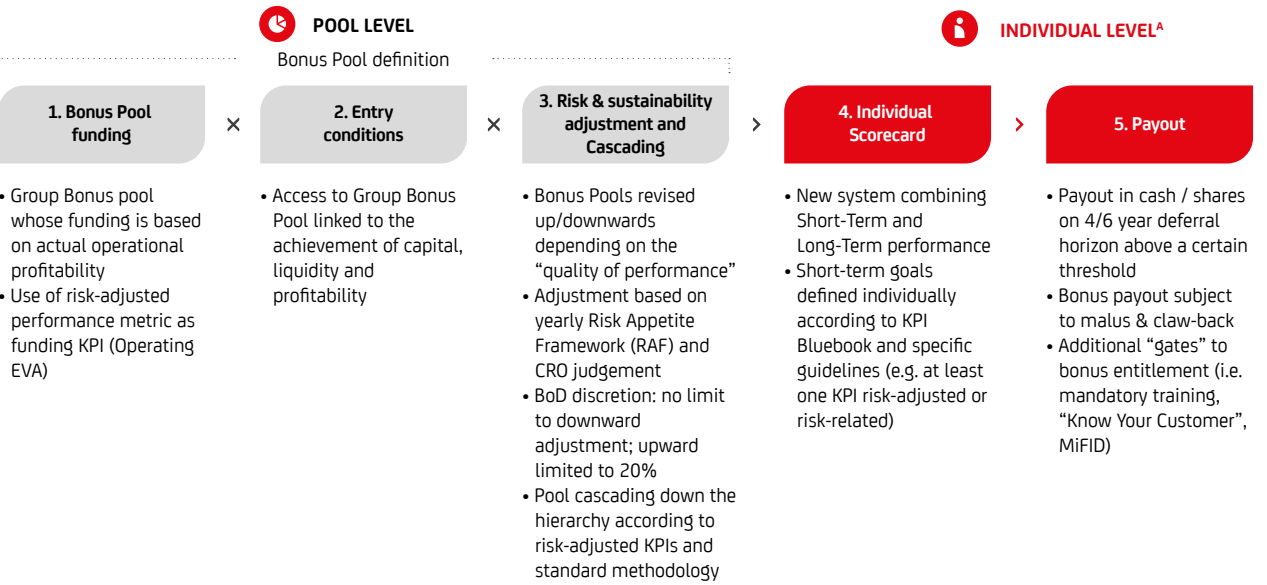 POOL LEVEL
Bonus Pool definition
INDIVIDUAL LEVELᴬ
1. Bonus Pool
funding
×
2. Entry
conditions
×
3. Risk & sustainability
adjustment and
Cascading
>
4. Individual
Scorecard
>
5. Payout
• Group Bonus pool
whose funding is based
on actual operational
profitability
• Use of risk-adjusted
performance metric as
funding KPI (Operating
EVA)
• Access to Group Bonus
Pool linked to the
achievement of capital,
liquidity and
profitability
• Bonus Pools revised
up/downwards
depending on the
“quality of performance”
• Adjustment based on
yearly Risk Appetite
Framework (RAF) and
CRO judgement
• BoD discretion: no limit
to downward
adjustment; upward
limited to 20%
• Pool cascading down the
hierarchy according to
risk-adjusted KPIs and
standard methodology
• New system combining
Short-Term and
Long-Term performance
• Short-term goals
defined individually
according to KPI
Bluebook and specific
guidelines (e.g. at least
one KPI risk-adjusted or
risk-related)
• Payout in cash / shares
on 4/6 year deferral
horizon above a certain
threshold
• Bonus payout subject
to malus & claw-back
• Additional “gates” to
bonus entitlement (i.e.
mandatory training,
“Know Your Customer”,
MiFID)